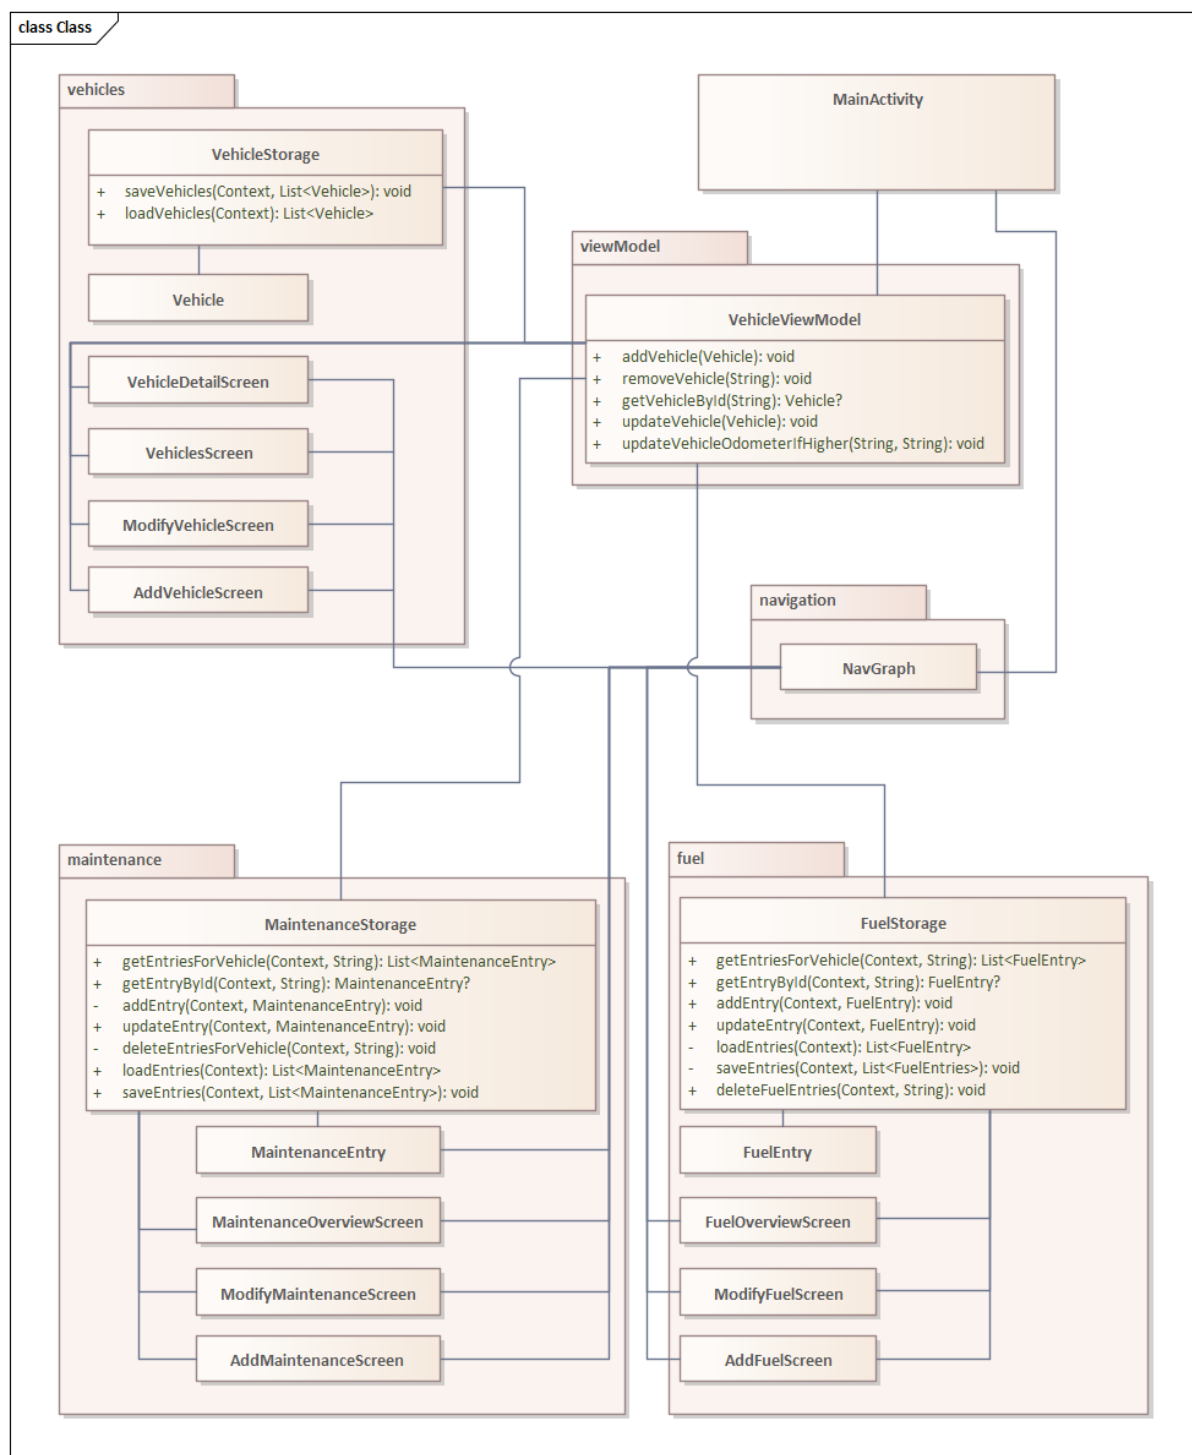 class Class
vehicles
VehicleStorage
+ saveVehicles(Context, List<Vehicle>): void
+ loadVehicles(Context): List<Vehicle>
Vehicle
VehicleDetailScreen
VehiclesScreen
ModifyVehicleScreen
AddVehicleScreen
MainActivity
viewModel
VehicleViewModel
+ addVehicle(Vehicle): void
+ removeVehicle(String): void
+ getVehicleById(String): Vehicle?
+ updateVehicle(Vehicle): void
+ updateVehicleOdometerIfHigher(String, String): void
navigation
NavGraph
maintenance
MaintenanceStorage
+ getEntriesForVehicle(Context, String): List<MaintenanceEntry>
+ getEntryById(Context, String): MaintenanceEntry?
- addEntry(Context, MaintenanceEntry): void
+ updateEntry(Context, MaintenanceEntry): void
- deleteEntriesForVehicle(Context, String): void
+ loadEntries(Context): List<MaintenanceEntry>
+ saveEntries(Context, List<MaintenanceEntry>): void
MaintenanceEntry
MaintenanceOverviewScreen
ModifyMaintenanceScreen
AddMaintenanceScreen
fuel
FuelStorage
+ getEntriesForVehicle(Context, String): List<FuelEntry>
+ getEntryById(Context, String): FuelEntry?
+ addEntry(Context, FuelEntry): void
+ updateEntry(Context, FuelEntry): void
- loadEntries(Context): List<FuelEntry>
- saveEntries(Context, List<FuelEntries>): void
+ deleteFuelEntries(Context, String): void
FuelEntry
FuelOverviewScreen
ModifyFuelScreen
AddFuelScreen